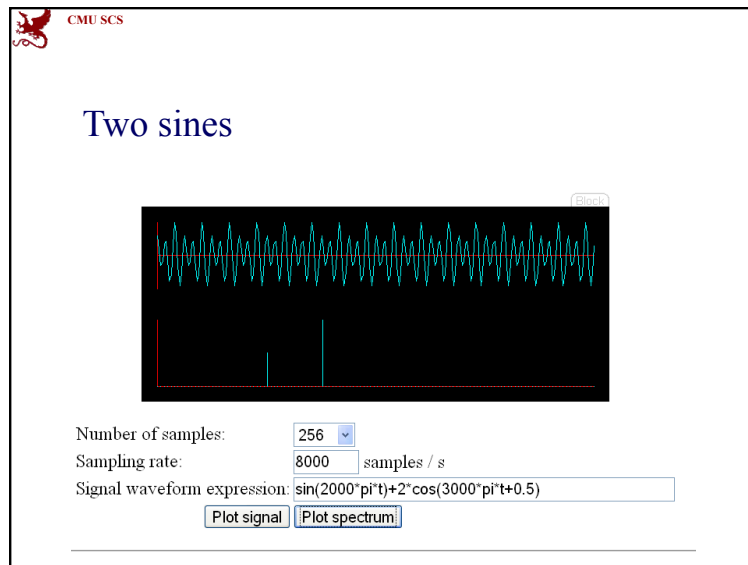 CMU SCS
Two sines
Block
Number of samples: 256
Sampling rate: 8000 samples / s
Signal waveform expression: sin(2000*pi*t)+2*cos(3000*pi*t+0.5)
Plot signal Plot spectrum